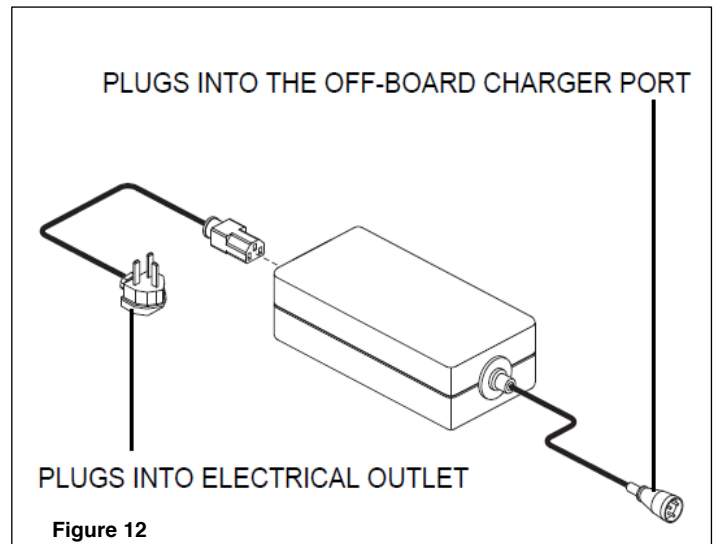 PLUGS INTO THE OFF-BOARD CHARGER PORT
PLUGS INTO ELECTRICAL OUTLET
Figure 12